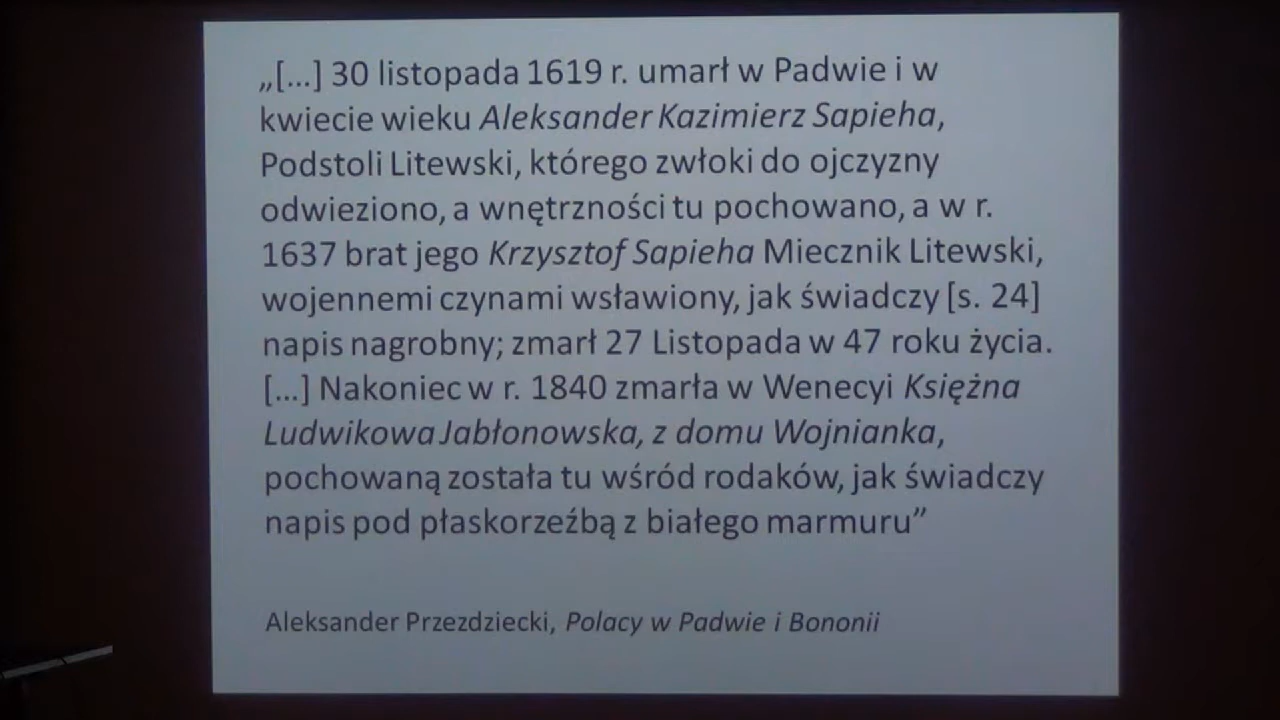 „[...] 30 listopada 1619 r. umarł w Padwie i w
kwiecie wieku Aleksander Kazimierz Sapieha,
Podstoli Litewski, którego zwłoki do ojczyzny
odwieziono, a wnętrzności tu pochowano, a w r.
1637 brat jego Krzysztof Sapieha Miecznik Litewski,
wojennemi czynami wsławiony, jak świadczy [s. 24]
napis nagrobny; zmarł 27 Listopada w 47 roku życia.
[...] Nakoniec w r. 1840 zmarła w Wenecyi Księżna
Ludwikowa Jabłonowska, z domu Wojnianka,
pochowaną została tu wśród rodaków, jak świadczy
napis pod płaskorzeźbą z białego marmuru”
Aleksander Przezdziecki, Polacy w Padwie i Bononii